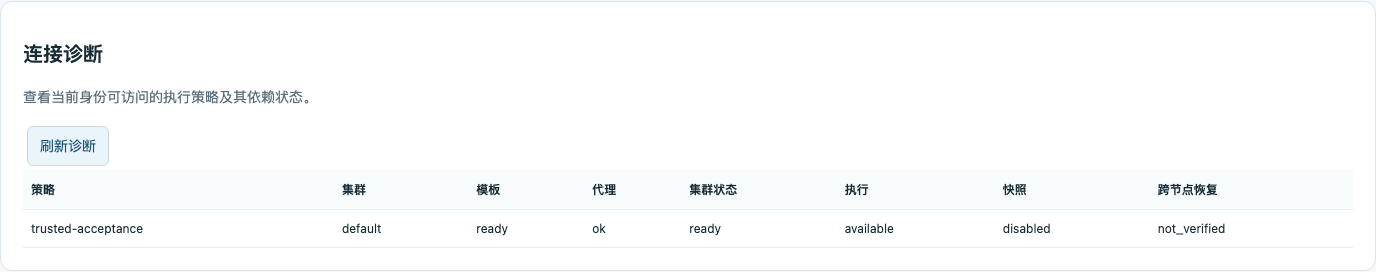 连接诊断
查看当前身份可访问的执行策略及其依赖状态。
刷新诊断
策略 集群 模板 代理 集群状态 执行 快照 跨节点恢复
trusted-acceptance default ready ok ready available disabled not_verified